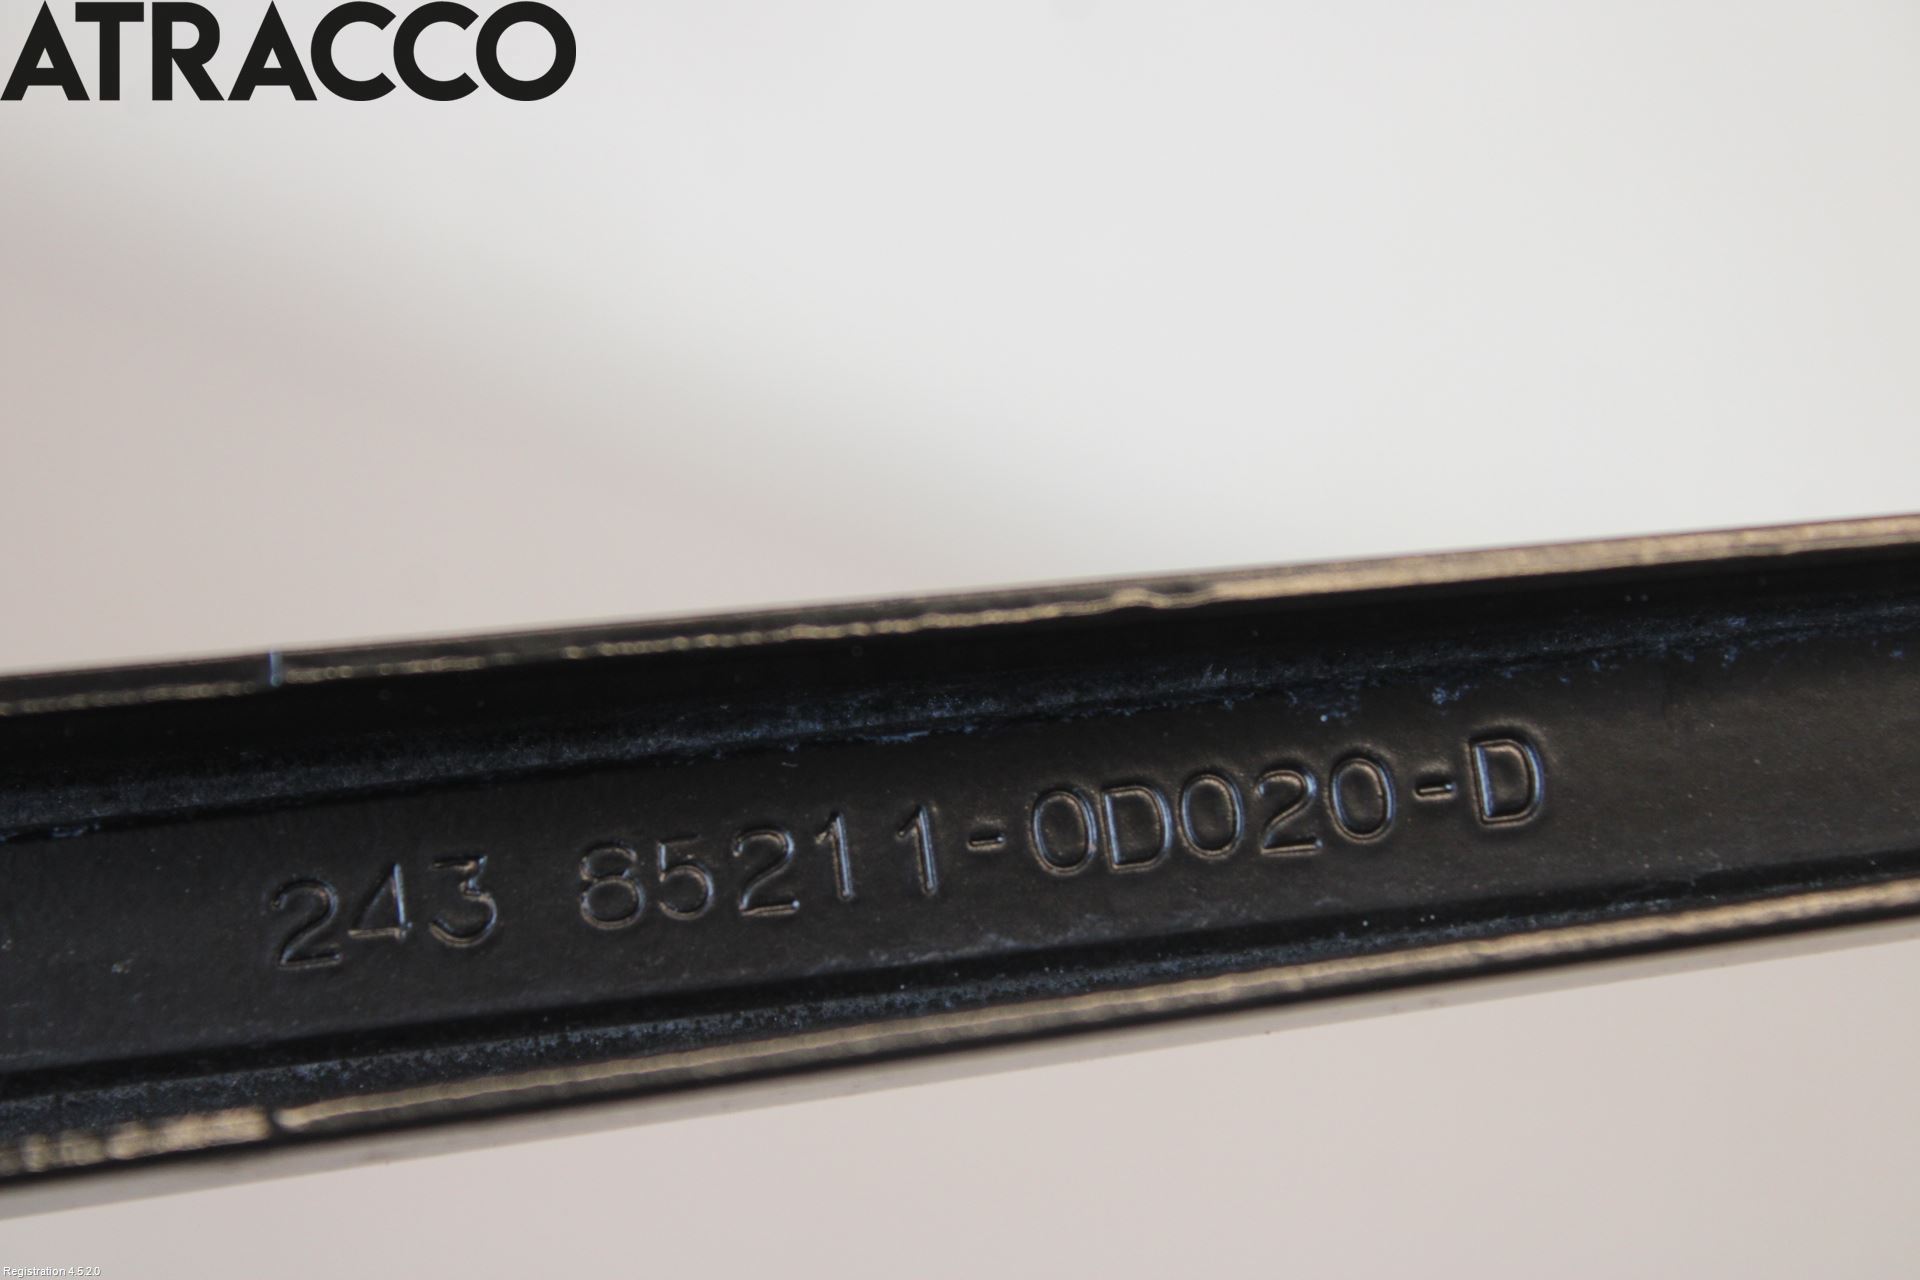 ATRACCO
243 85211-0D020-D
Registration 4.5.2.0